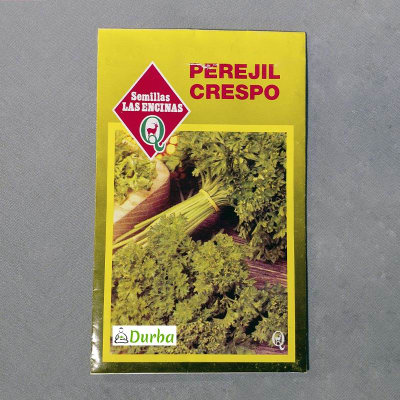 PEREJIL
CRESPO
Semillas
LAS ENCINAS
Q
Durba
Q